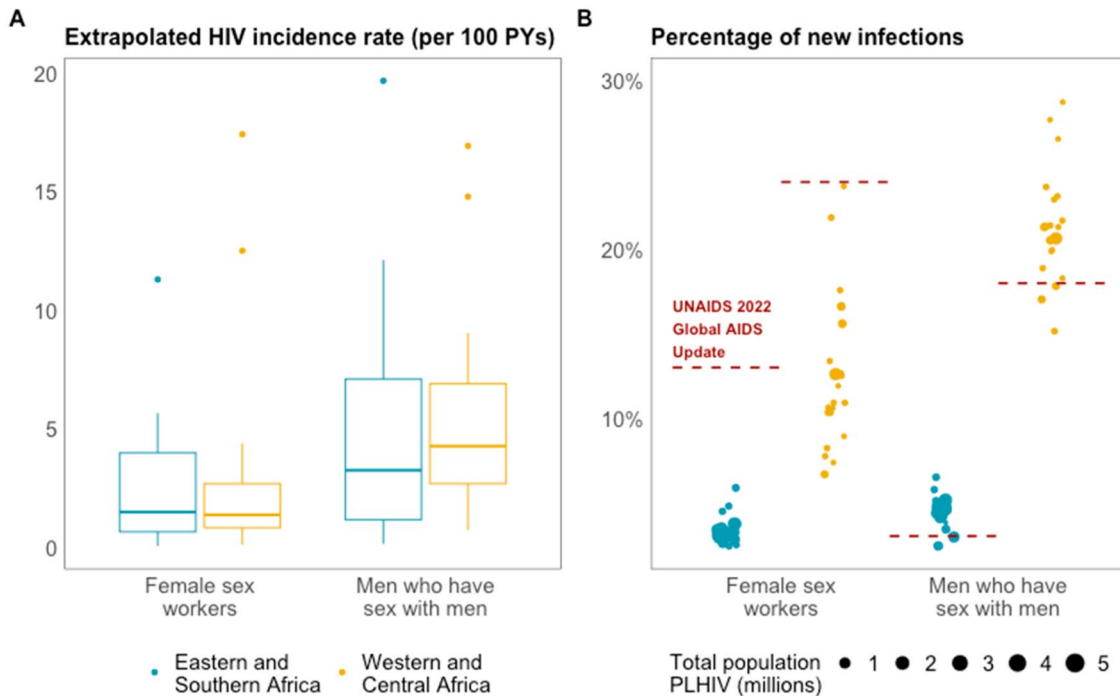 A
Extrapolated HIV incidence rate (per 100 PYs)
20
15
10
5
0
Female sex
workers
Men who have
sex with men
Eastern and
Southern Africa
Western and
Central Africa
B
Percentage of new infections
30%
20%
10%
UNAIDS 2022
Global AIDS
Update
Female sex
workers
Men who have
sex with men
Total population
PLHIV (millions)
1
2
3
4
5